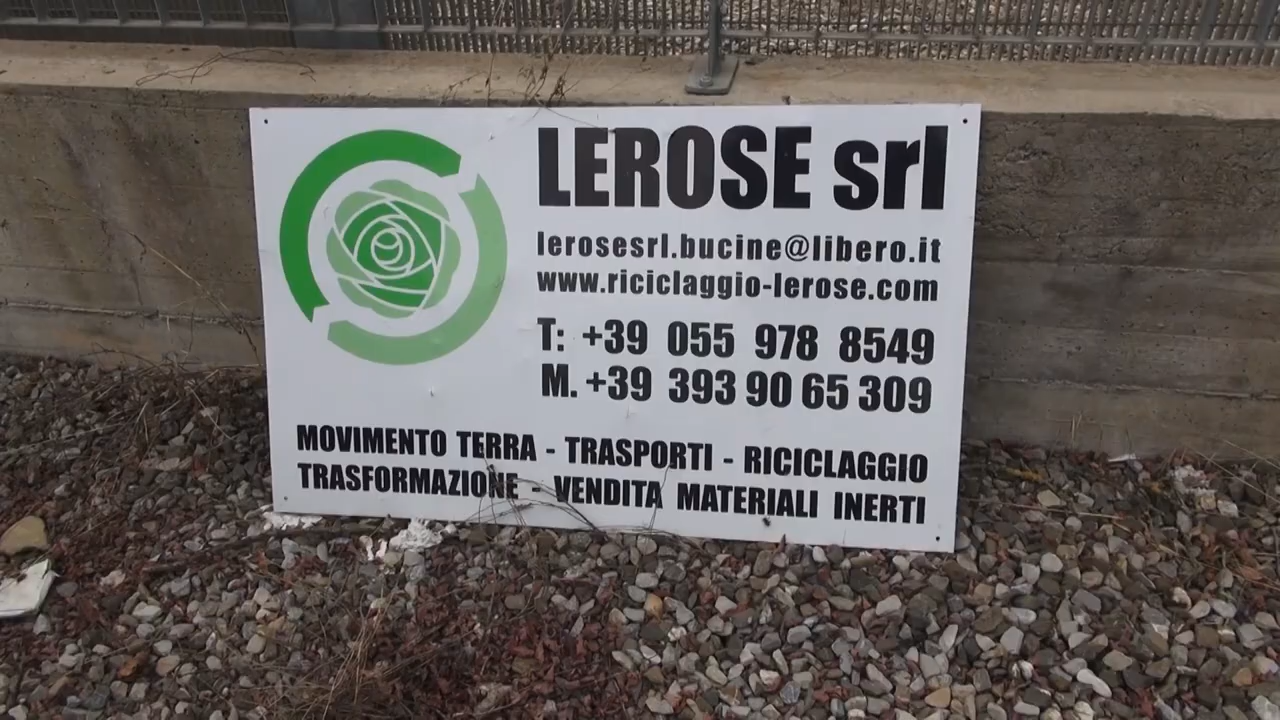 LEROSE srl
lerosesrl.bucine@libero.it
www.riciclaggio-lerose.com
T: +39 055 978 8549
M. +39 393 90 65 309
MOVIMENTO TERRA - TRASPORTI - RICICLAGGIO
TRASFORMAZIONE - VENDITA MATERIALI INERTI